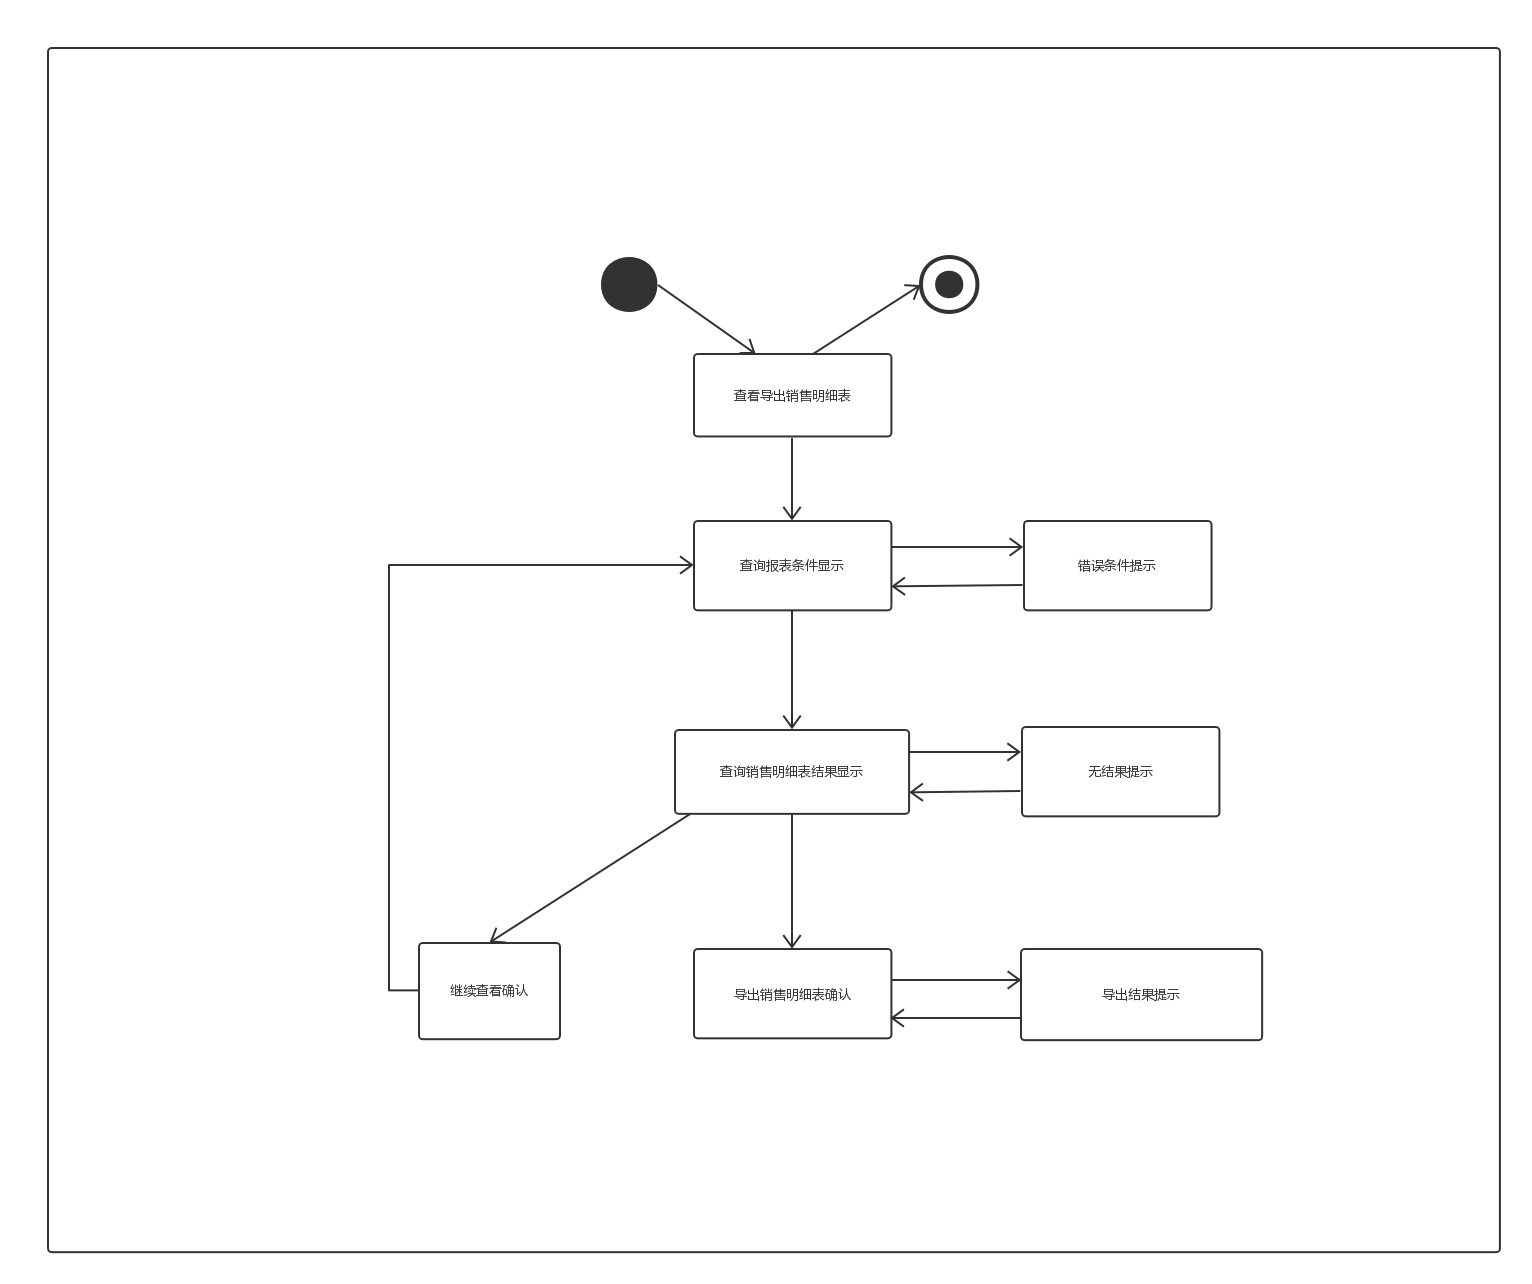 查看导出销售明细表
查询报表条件显示
错误条件提示
查询销售明细表结果显示
无结果提示
继续查看确认
导出销售明细表确认
导出结果提示